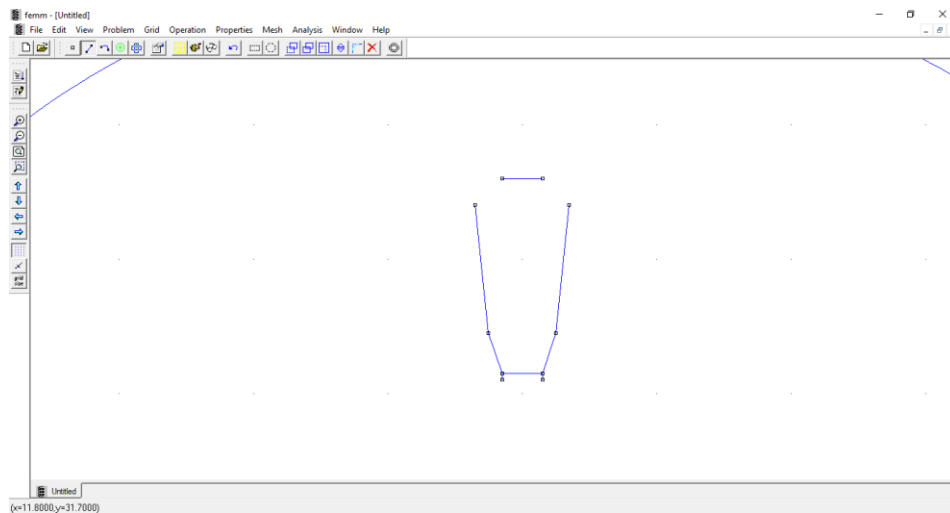 femm - [Untitled]
File Edit View Problem Grid Operation Properties Mesh Analysis Window Help
Untitled
(x=11.8000,y=31.7000)